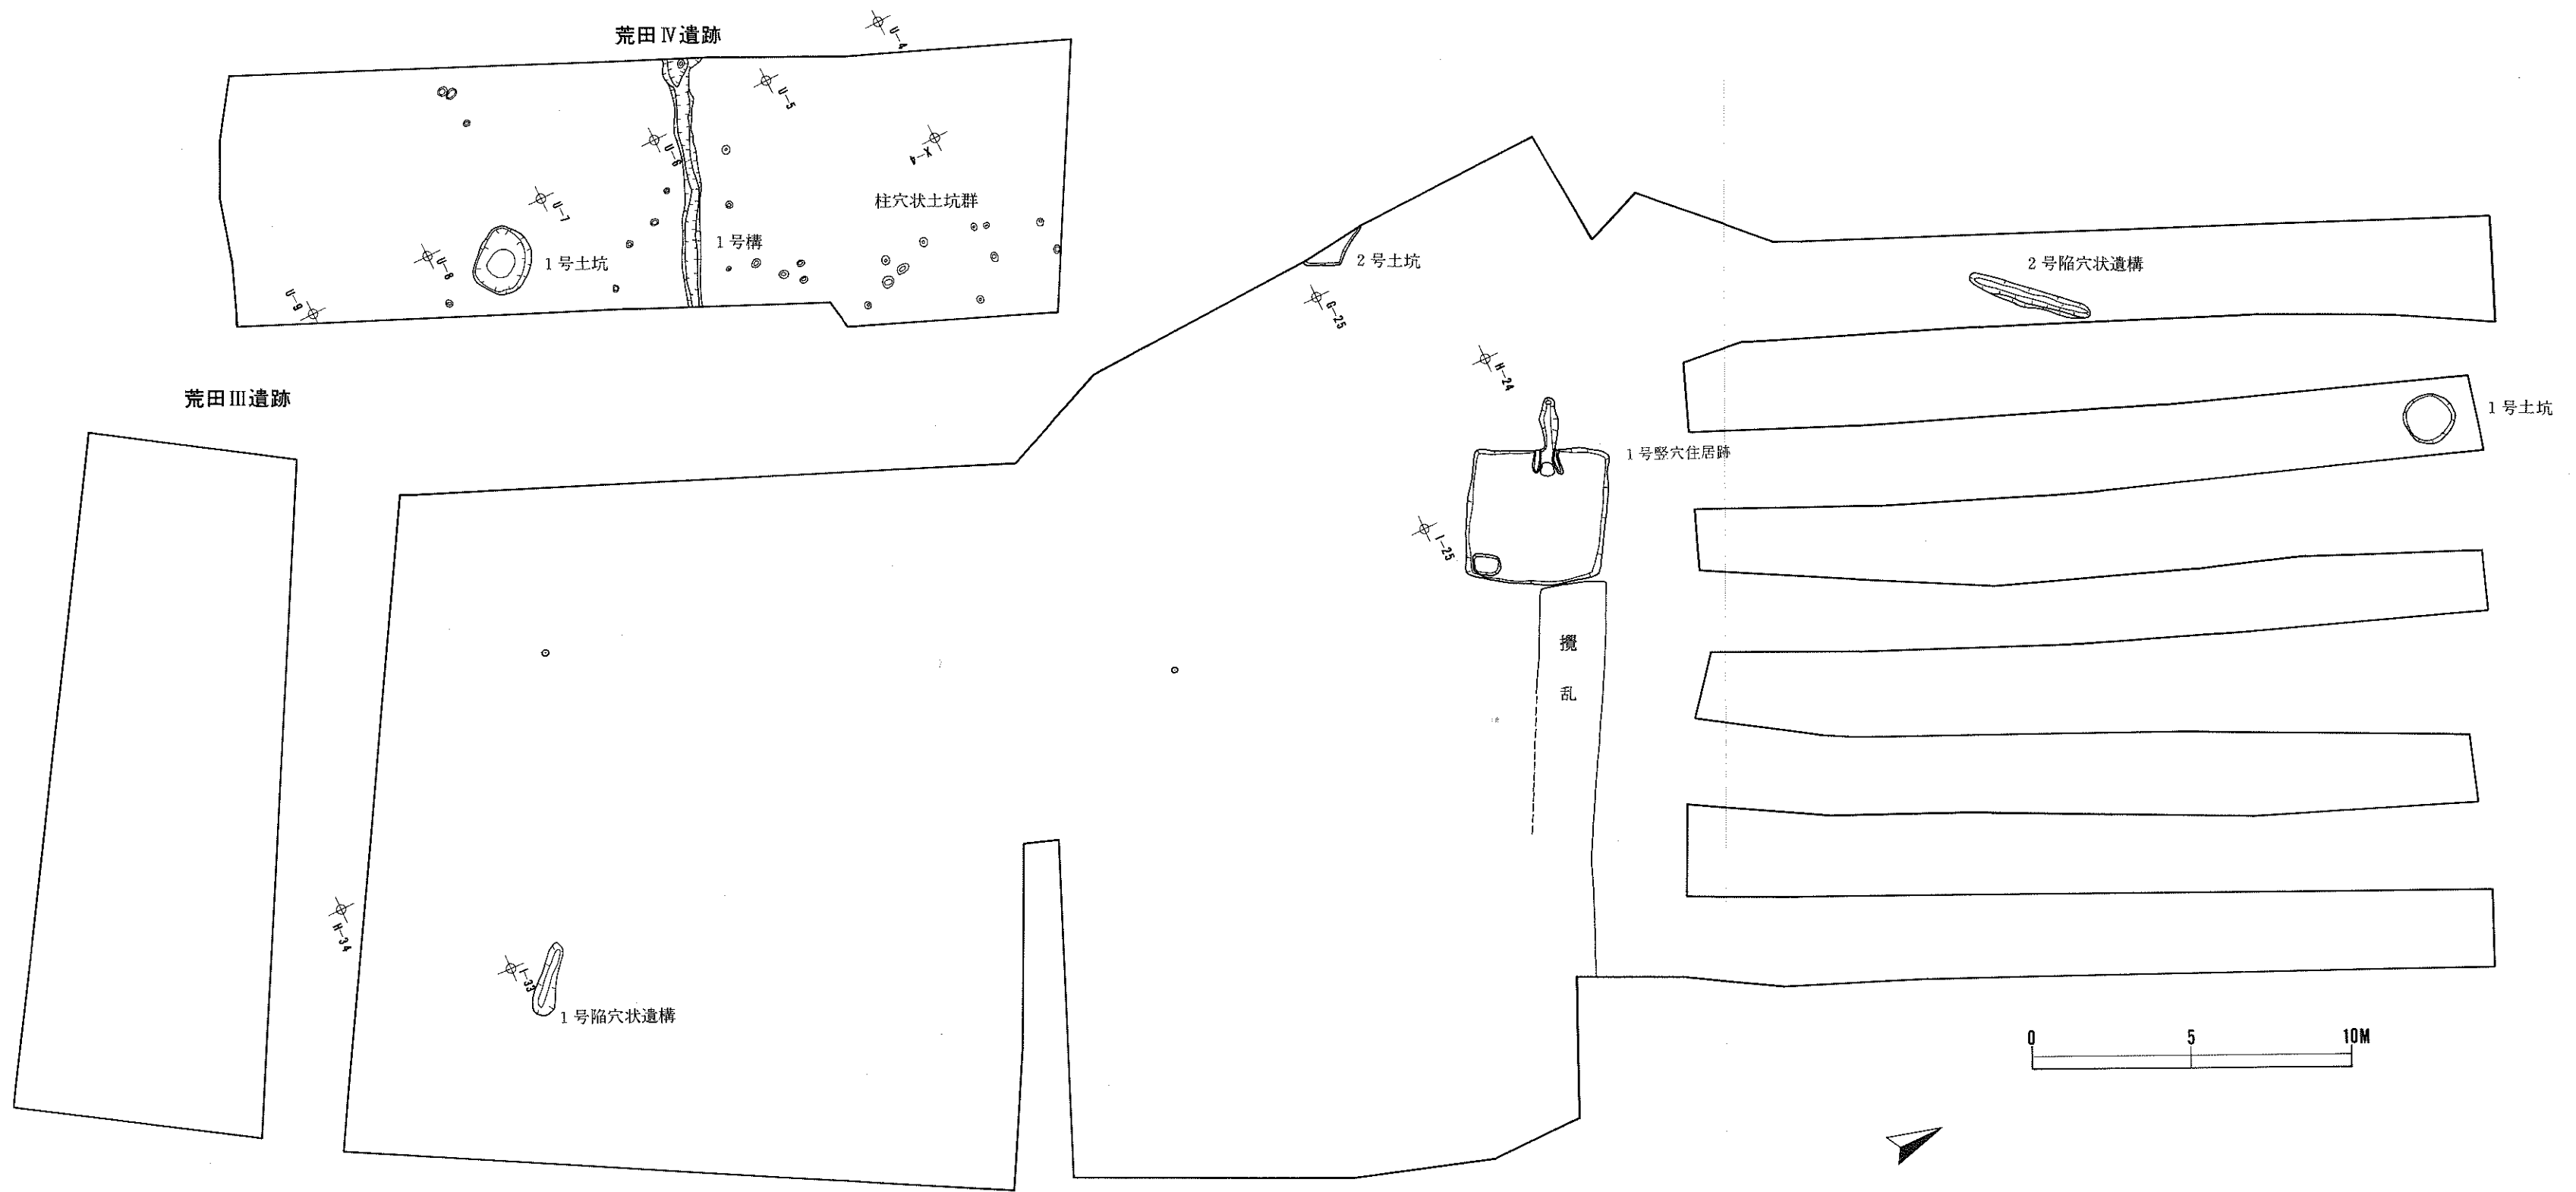 荒田Ⅳ遺跡
U-4
U-5
U-6
X-4
U-7
柱穴状土坑群
1号構
1号土坑
U-8
U-9
2号土坑
G-25
2号陥穴状遺構
荒田Ⅲ遺跡
H-24
1号土坑
1号竪穴住居跡
I-25
攪
乱
H-34
I-33
1号陥穴状遺構
0 5 10M